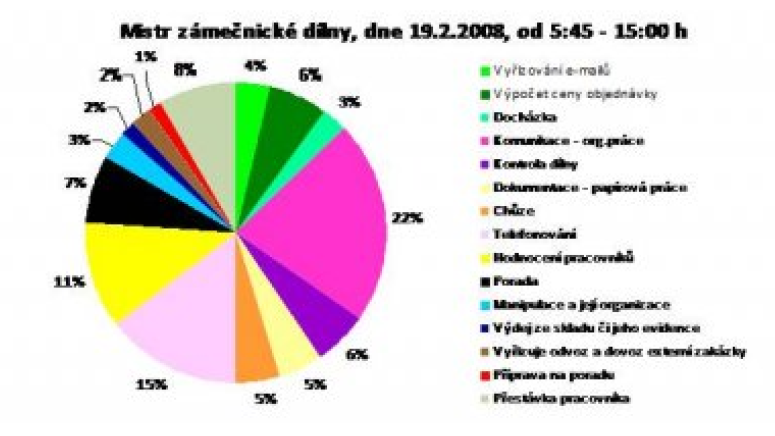 Mistr zámečnické dílny, dne 19.2.2008, od 5:45 - 15:00 h
1%
8%
4%
2%
6%
2%
3%
3%
7%
22%
11%
6%
15%
5%
5%
Vyřizování e-mailů
Výpočet ceny objednávky
Docházka
Komunikace - org.práce
Kontrola dílny
Dokumentace - papírová práce
Chůze
Telefonování
Hodnocení pracovníků
Porada
Manipulace a její organizace
Výdej ze skladu či jeho evidence
Vyřizuje odvoz a dovoz externí zakázky
Příprava na poradu
Přestávka pracovníka